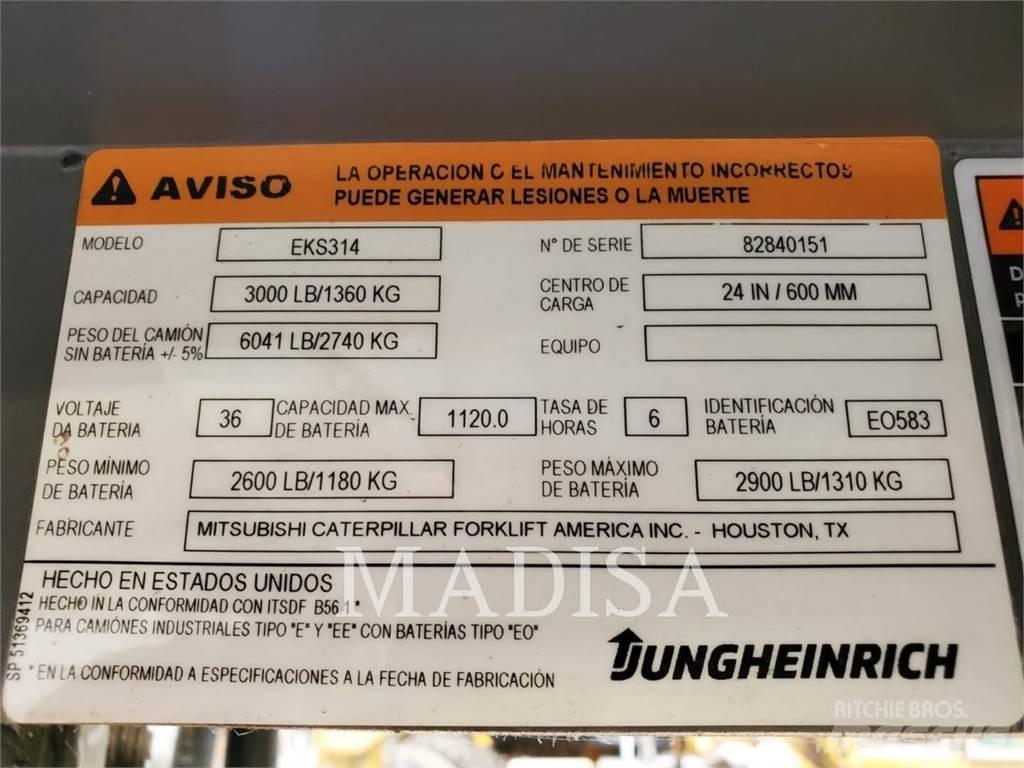 AVISO
LA OPERACION O EL MANTENIMIENTO INCORRECTOS
PUEDE GENERAR LESIONES O LA MUERTE
MODELO EKS314 N° DE SERIE 82840151
CAPACIDAD 3000 LB/1360 KG CENTRO DE CARGA 24 IN / 600 MM
PESO DEL CAMIÓN SIN BATERÍA +/- 5% 6041 LB/2740 KG EQUIPO
VOLTAJE DA BATERIA 36 CAPACIDAD MAX. DE BATERÍA 1120.0 TASA DE HORAS 6 IDENTIFICACIÓN BATERÍA EO583
PESO MÍNIMO DE BATERÍA 2600 LB/1180 KG PESO MÁXIMO DE BATERÍA 2900 LB/1310 KG
FABRICANTE MITSUBISHI CATERPILLAR FORKLIFT AMERICA INC. - HOUSTON, TX
MADISA
HECHO EN ESTADOS UNIDOS
HECHO IN LA CONFORMIDAD CON ITSDF B56.1*
PARA CAMIÓNES INDUSTRIALES TIPO "E" Y "EE" CON BATERÍAS TIPO "EO"
* EN LA CONFORMIDAD A ESPECIFICACIONES A LA FECHA DE FABRICACIÓN
SP 51369412
JUNGHEINRICH
RITCHIE BROS.